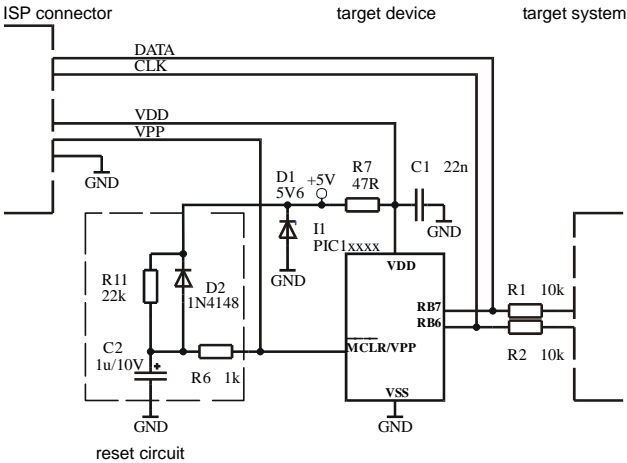 ISP connector
target device
target system
DATA
CLK
VDD
VPP
GND
D1
5V6
+5V
R7
47R
C1 22n
GND
I1
PIC1xxxx
GND
VDD
R11
22k
D2
1N4148
RB7
RB6
R1 10k
R2 10k
C2
1u/10V
+
R6 1k
MCLR/VPP
VSS
GND
GND
reset circuit